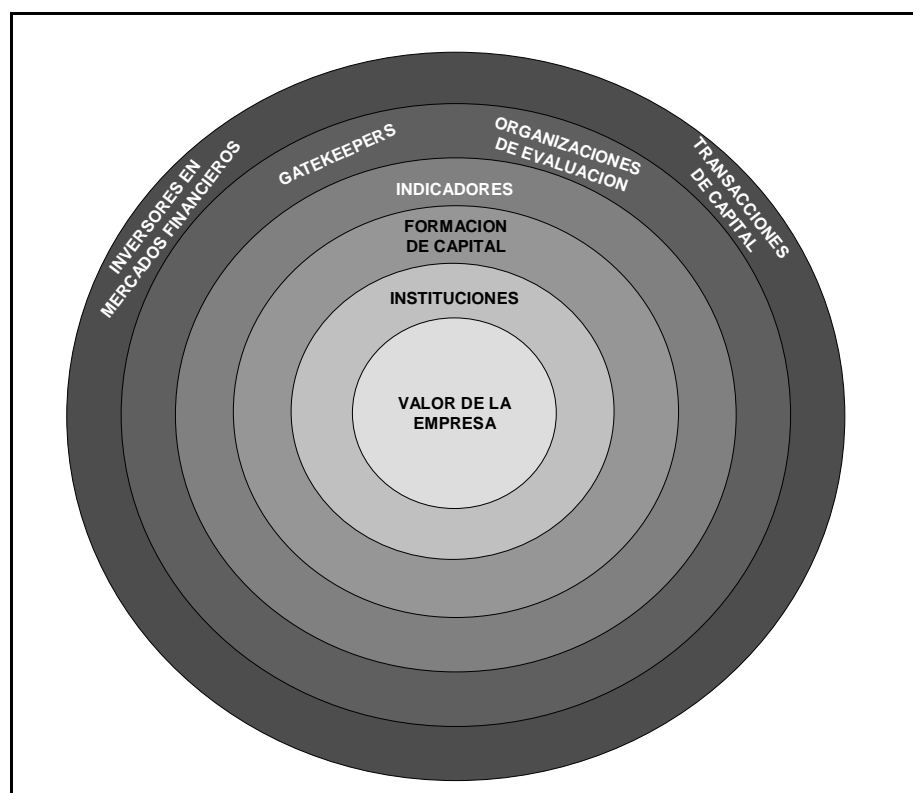 INVERSORES EN
MERCADOS FINANCIEROS
GATEKEEPERS
ORGANIZACIONES
DE EVALUACION
TRANSACCIONES
DE CAPITAL
INDICADORES
FORMACION
DE CAPITAL
INSTITUCIONES
VALOR DE LA
EMPRESA